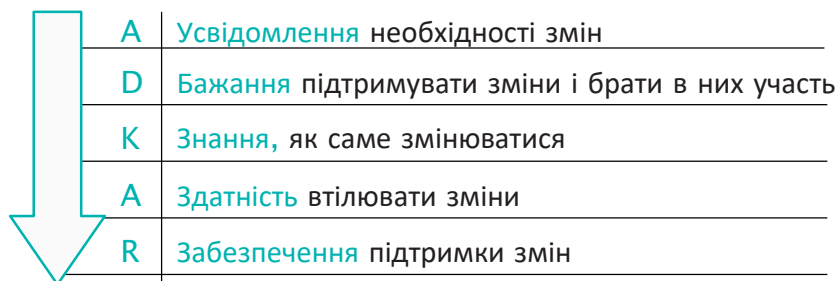 A Усвідомлення необхідності змін
D Бажання підтримувати зміни і брати в них участь
K Знання, як саме змінюватися
A Здатність втілювати зміни
R Забезпечення підтримки змін